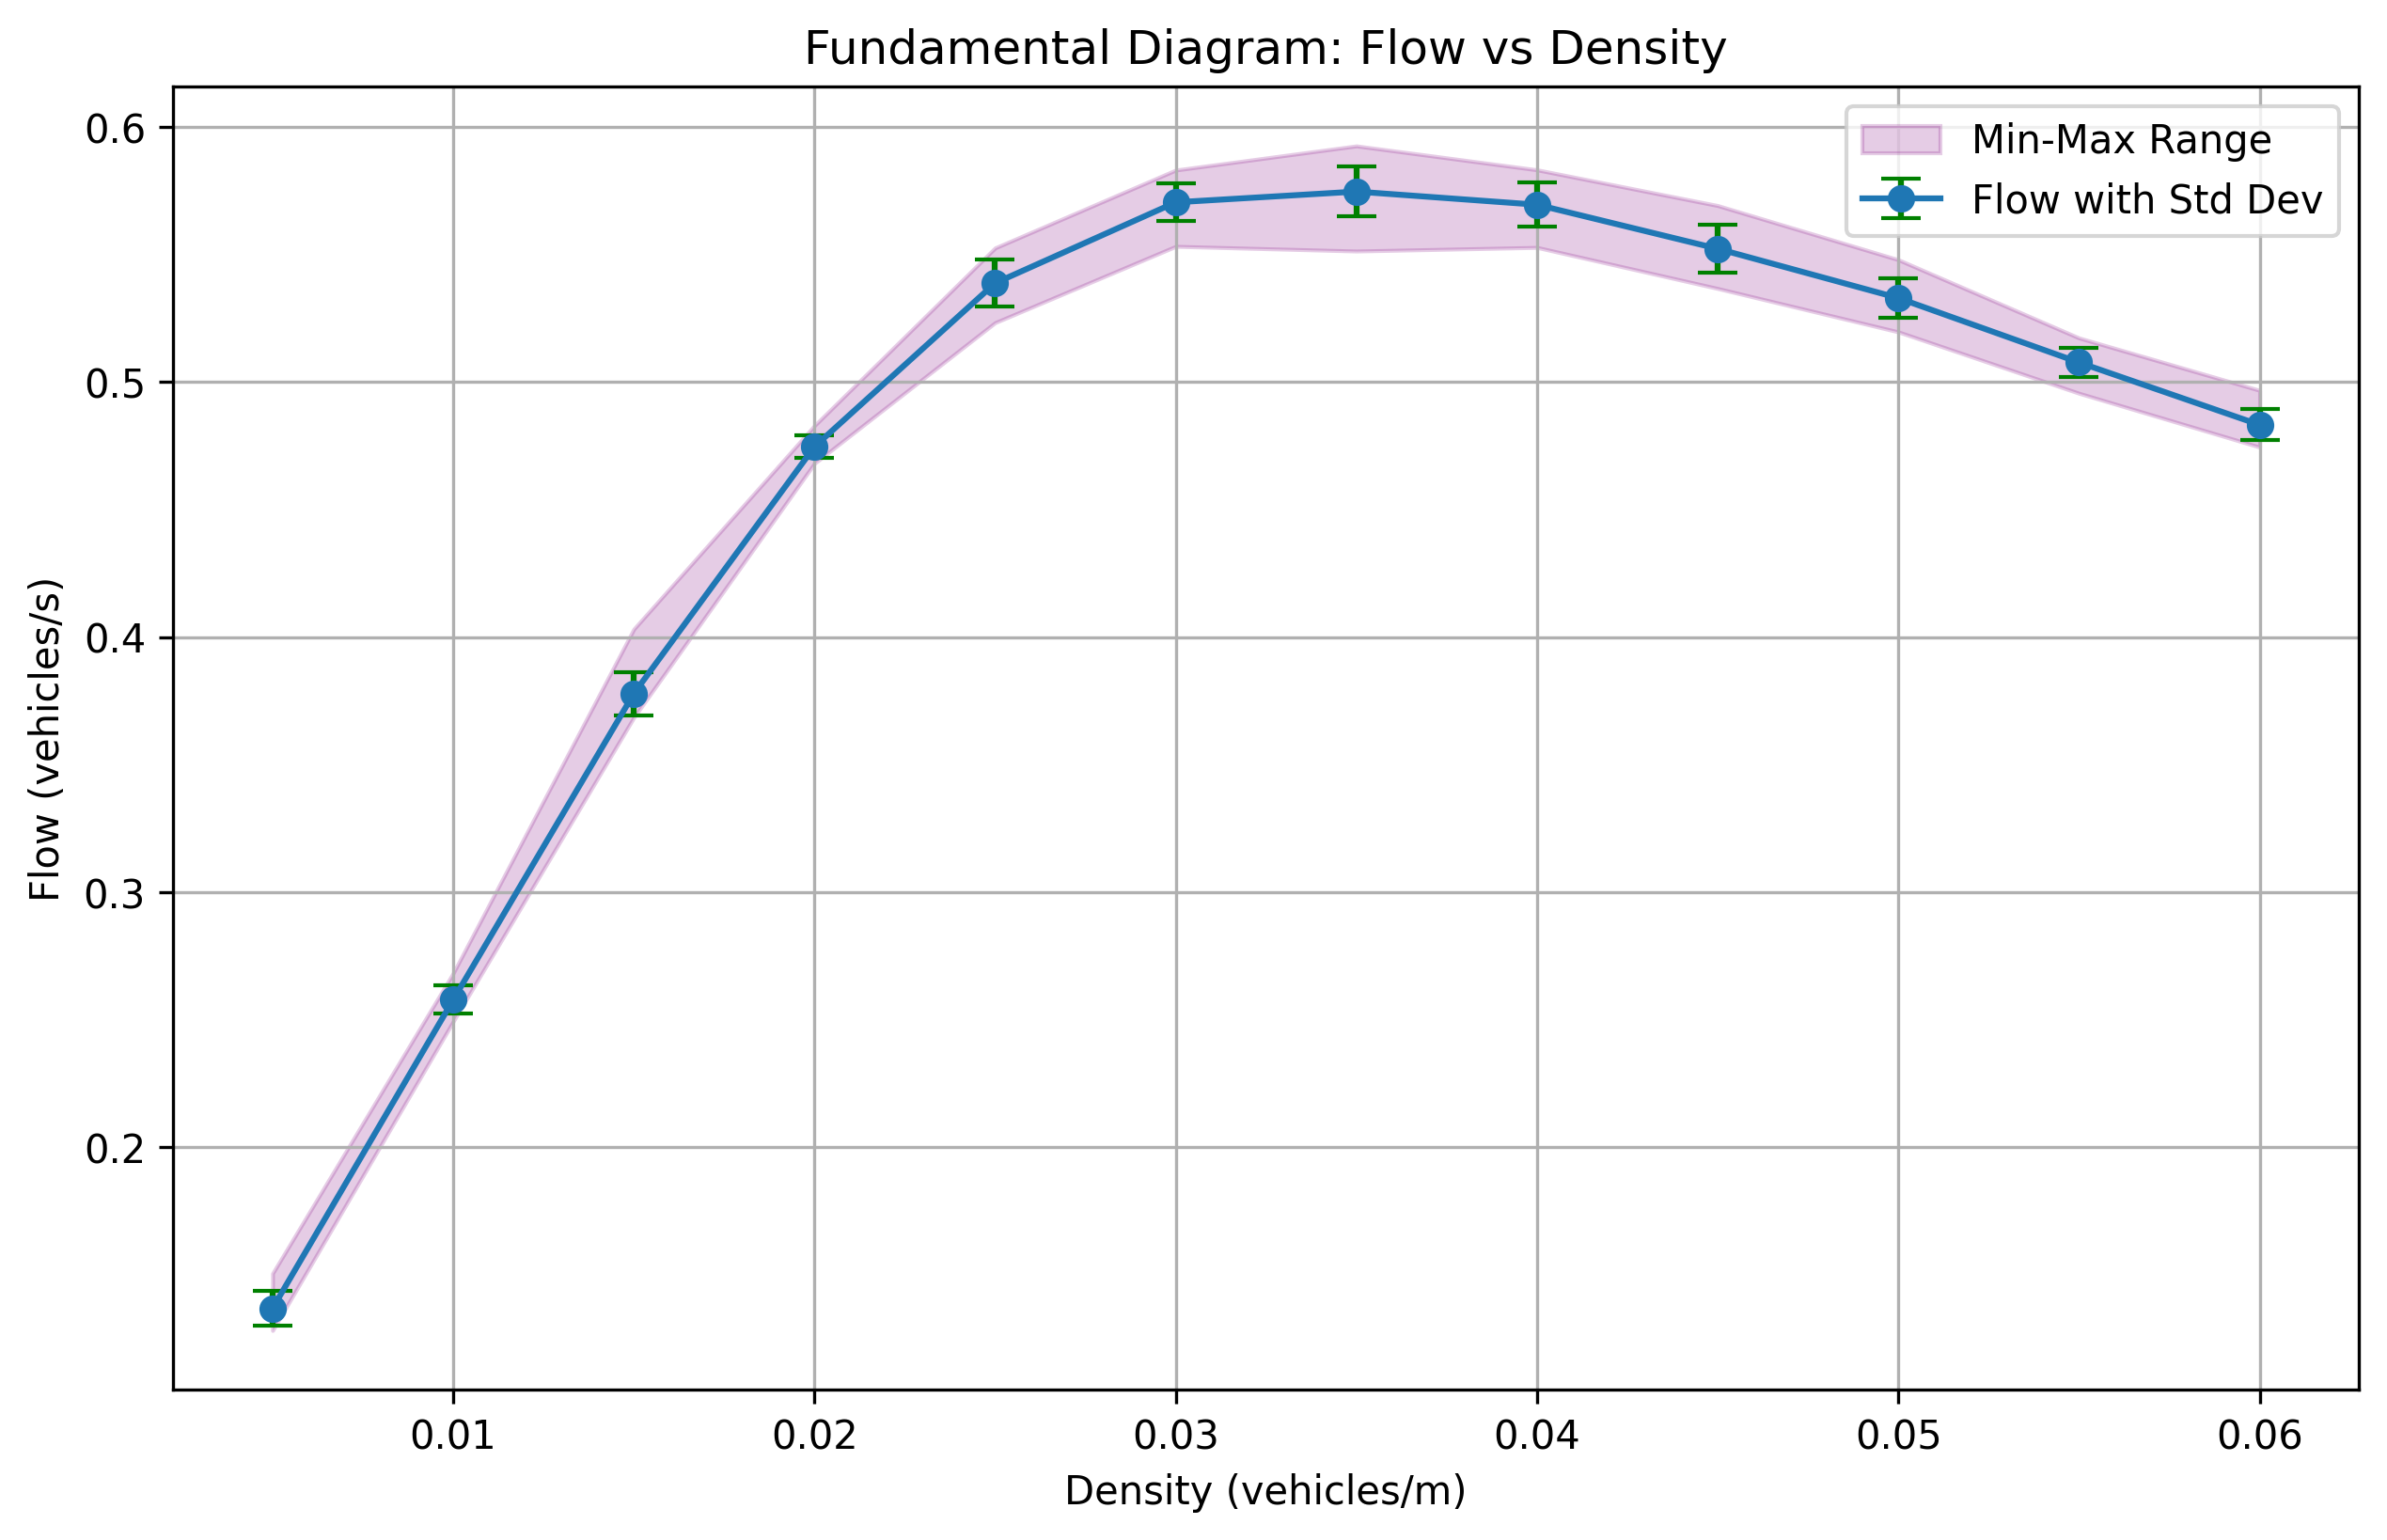 Fundamental Diagram: Flow vs Density
Min-Max Range
Flow with Std Dev
Flow (vehicles/s)
0.6
0.5
0.4
0.3
0.2
0.01 0.02 0.03 0.04 0.05 0.06
Density (vehicles/m)